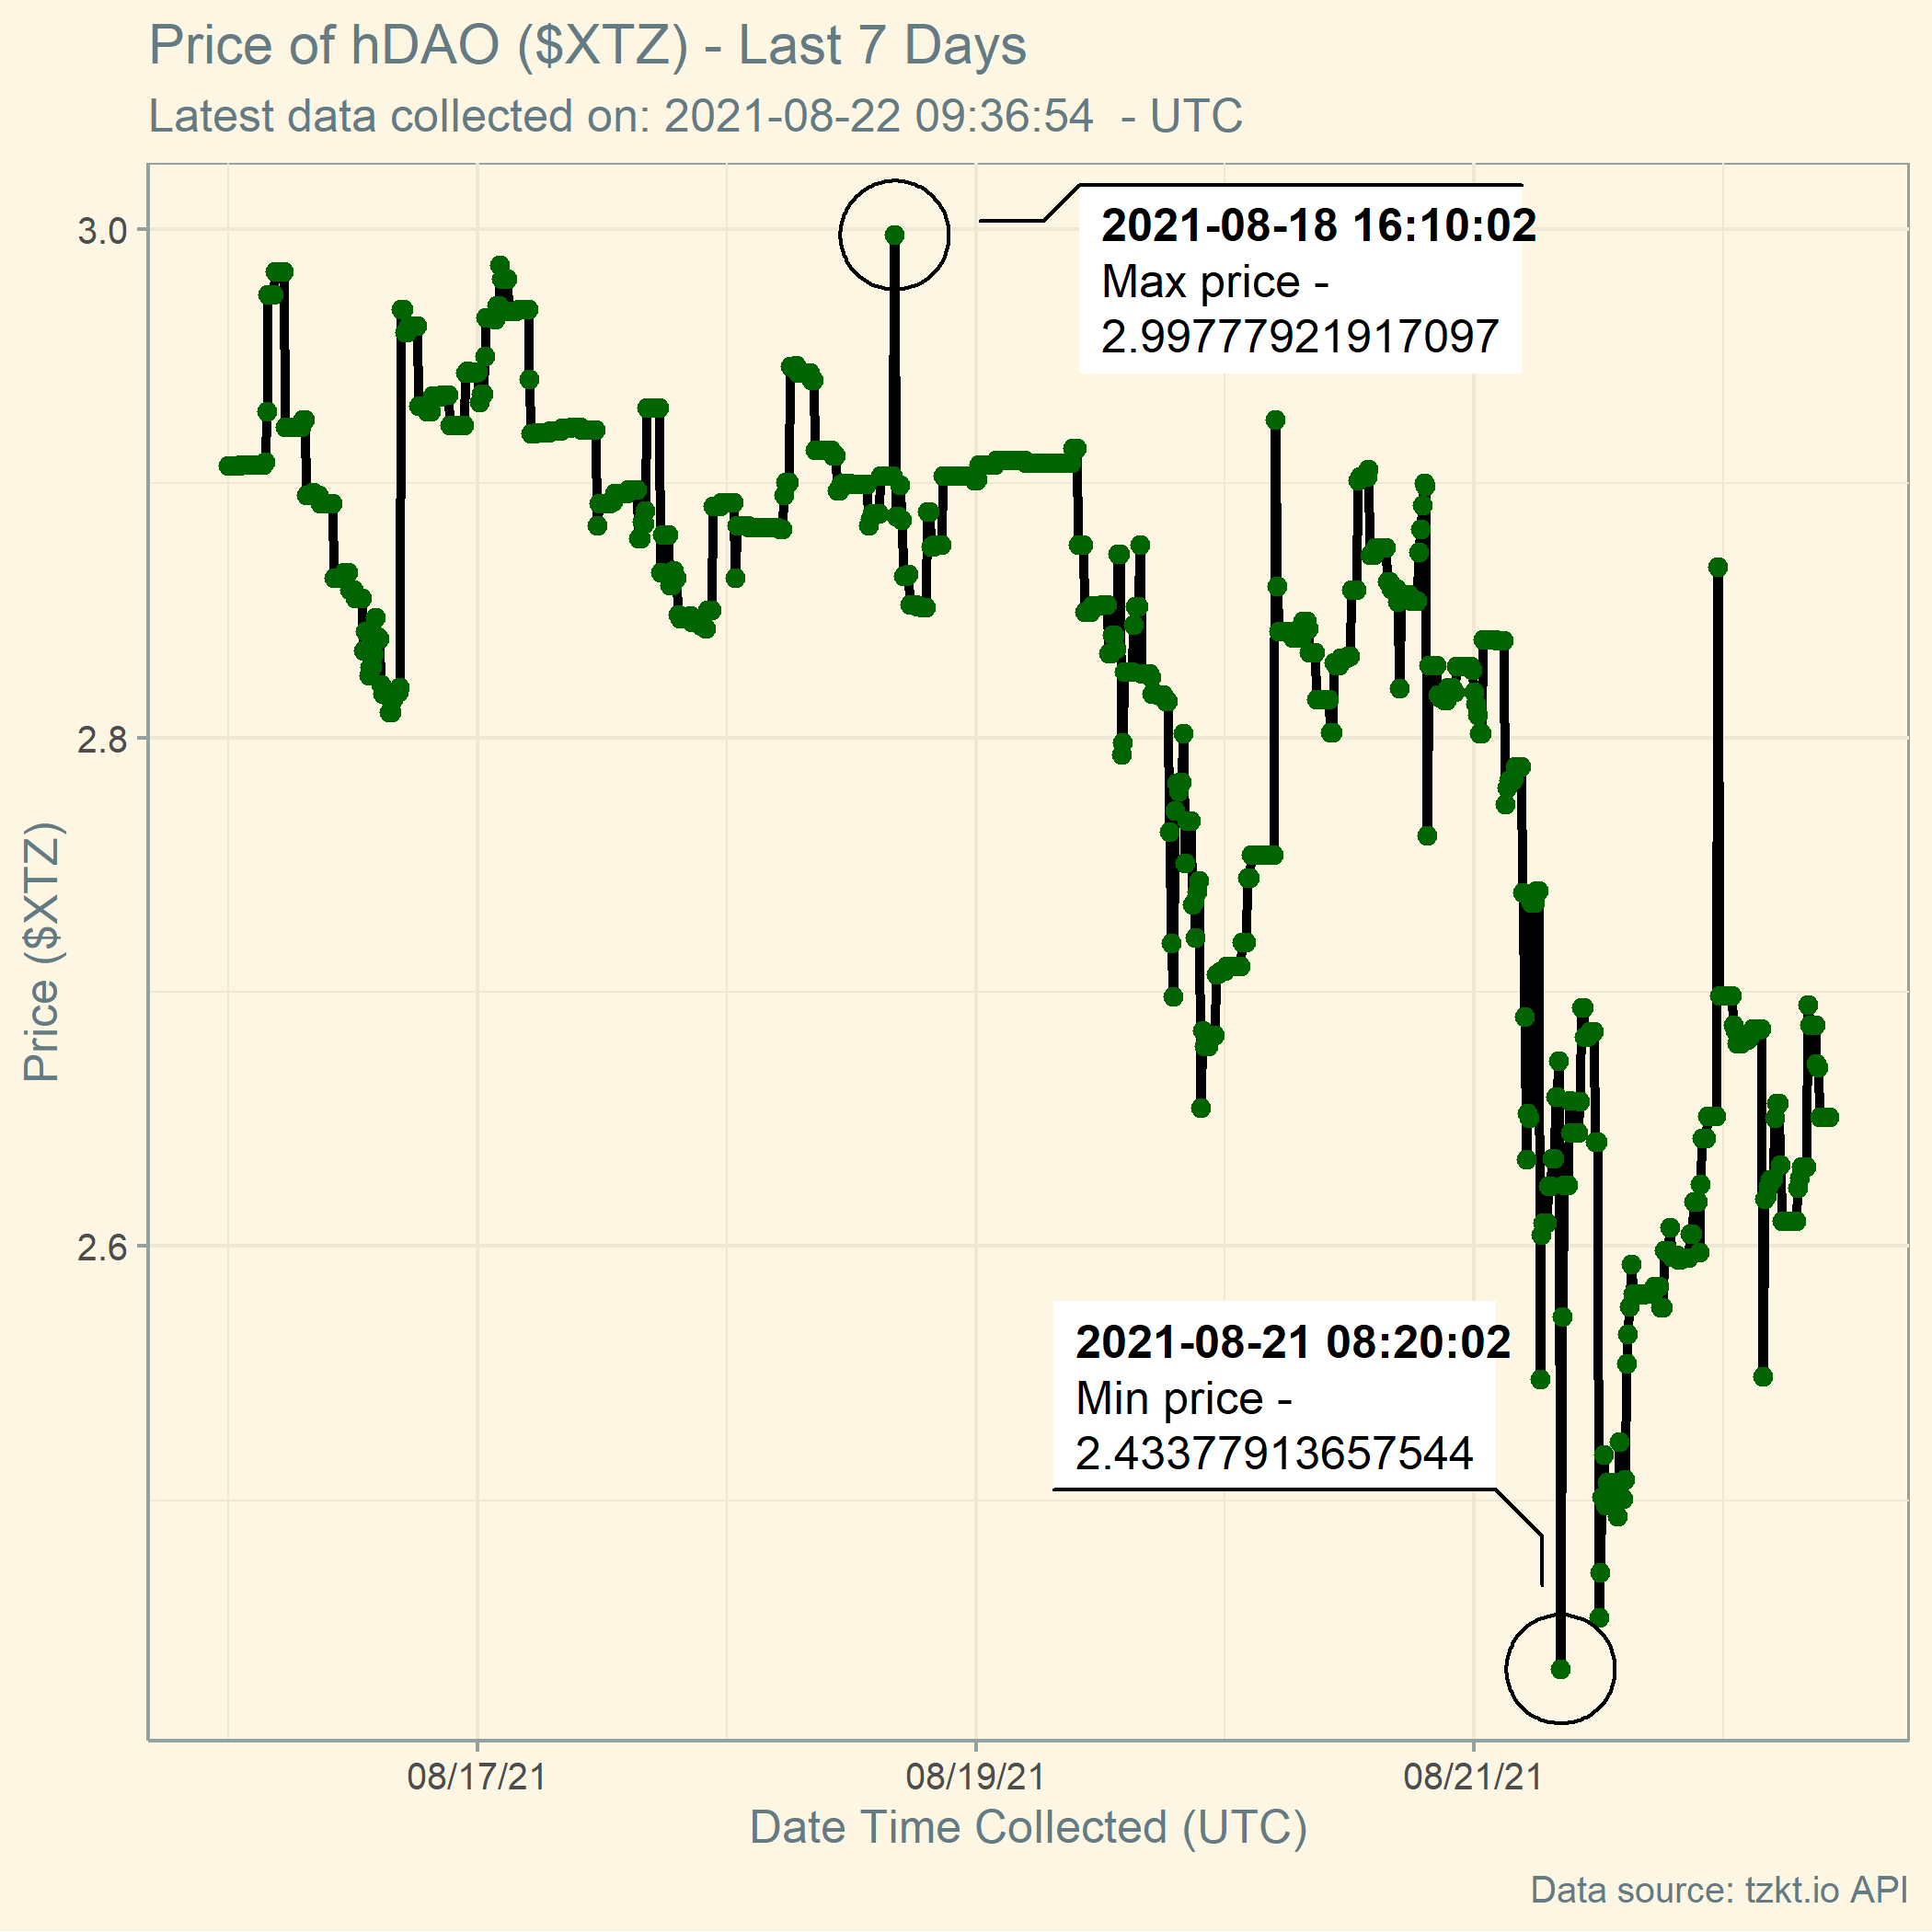 Price of hDAO ($XTZ) - Last 7 Days
Latest data collected on: 2021-08-22 09:36:54  - UTC
3.0
2.8
2.6
Price ($XTZ)
2021-08-18 16:10:02
Max price -
2.99777921917097
2021-08-21 08:20:02
Min price -
2.43377913657544
08/17/21
08/19/21
08/21/21
Date Time Collected (UTC)
Data source: tzkt.io API